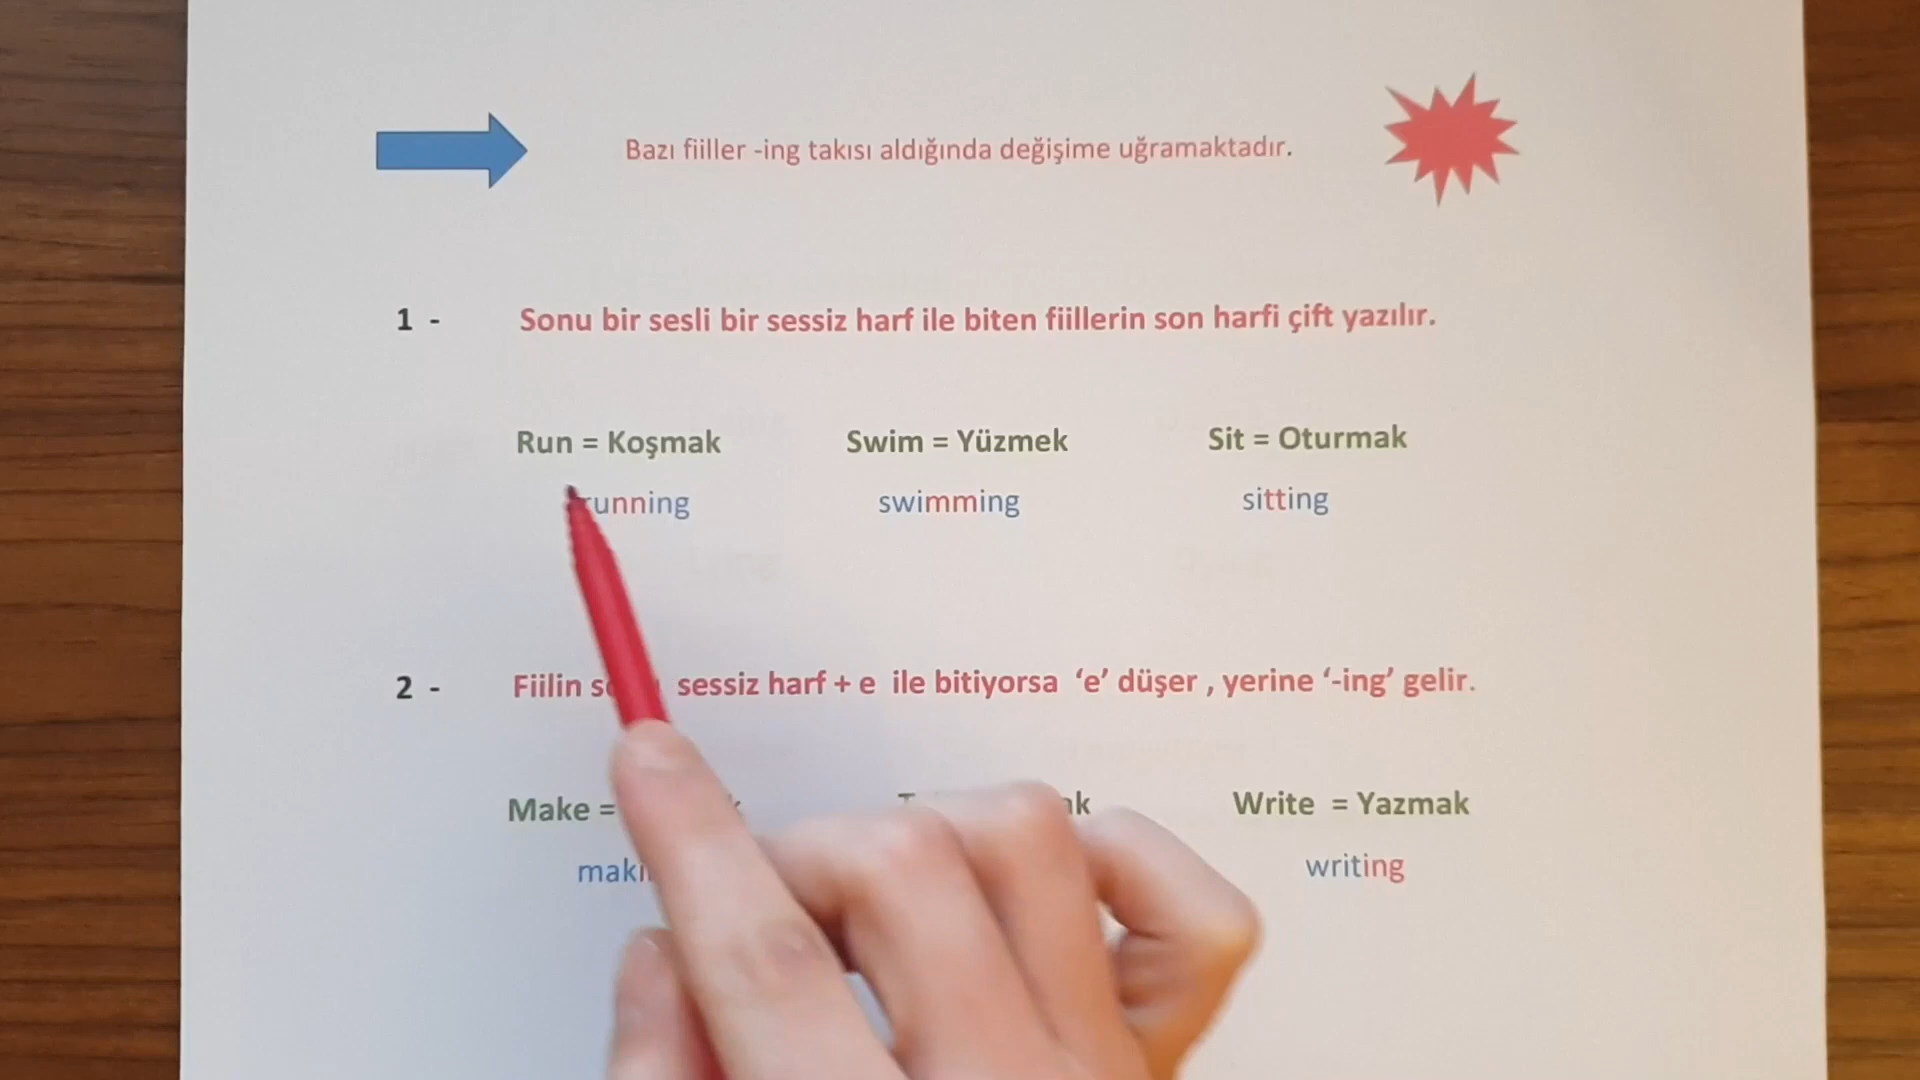 Bazı fiiller -ing takısı aldığında değişime uğramaktadır.
1 - Sonu bir sesli bir sessiz harf ile biten fiillerin son harfi çift yazılır.
Run = Koşmak Swim = Yüzmek Sit = Oturmak
running swimming sitting
2 - Fiilin sessiz harf + e ile bitiyorsa ‘e’ düşer , yerine ‘-ing’ gelir.
Make = Write = Yazmak
writing